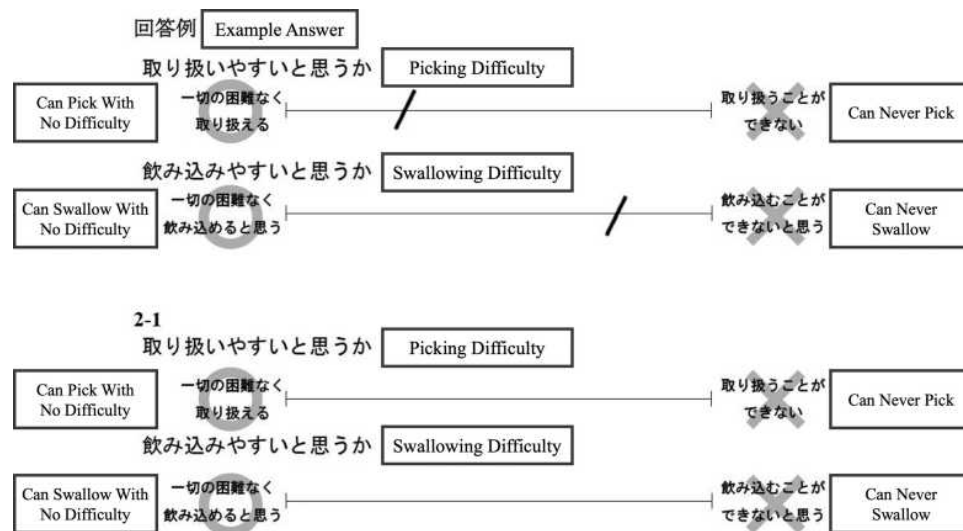 回答例 Example Answer
取り扱いやすいと思うか Picking Difficulty
Can Pick With
No Difficulty
一切の困難なく
取り扱える
取り扱うことが
できない
Can Never Pick
飲み込みやすいと思うか Swallowing Difficulty
Can Swallow With
No Difficulty
一切の困難なく
飲み込めると思う
飲み込むことが
できないと思う
Can Never
Swallow
2-1
取り扱いやすいと思うか Picking Difficulty
Can Pick With
No Difficulty
一切の困難なく
取り扱える
取り扱うことが
できない
Can Never Pick
飲み込みやすいと思うか Swallowing Difficulty
Can Swallow With
No Difficulty
一切の困難なく
飲み込めると思う
飲み込むことが
できないと思う
Can Never
Swallow